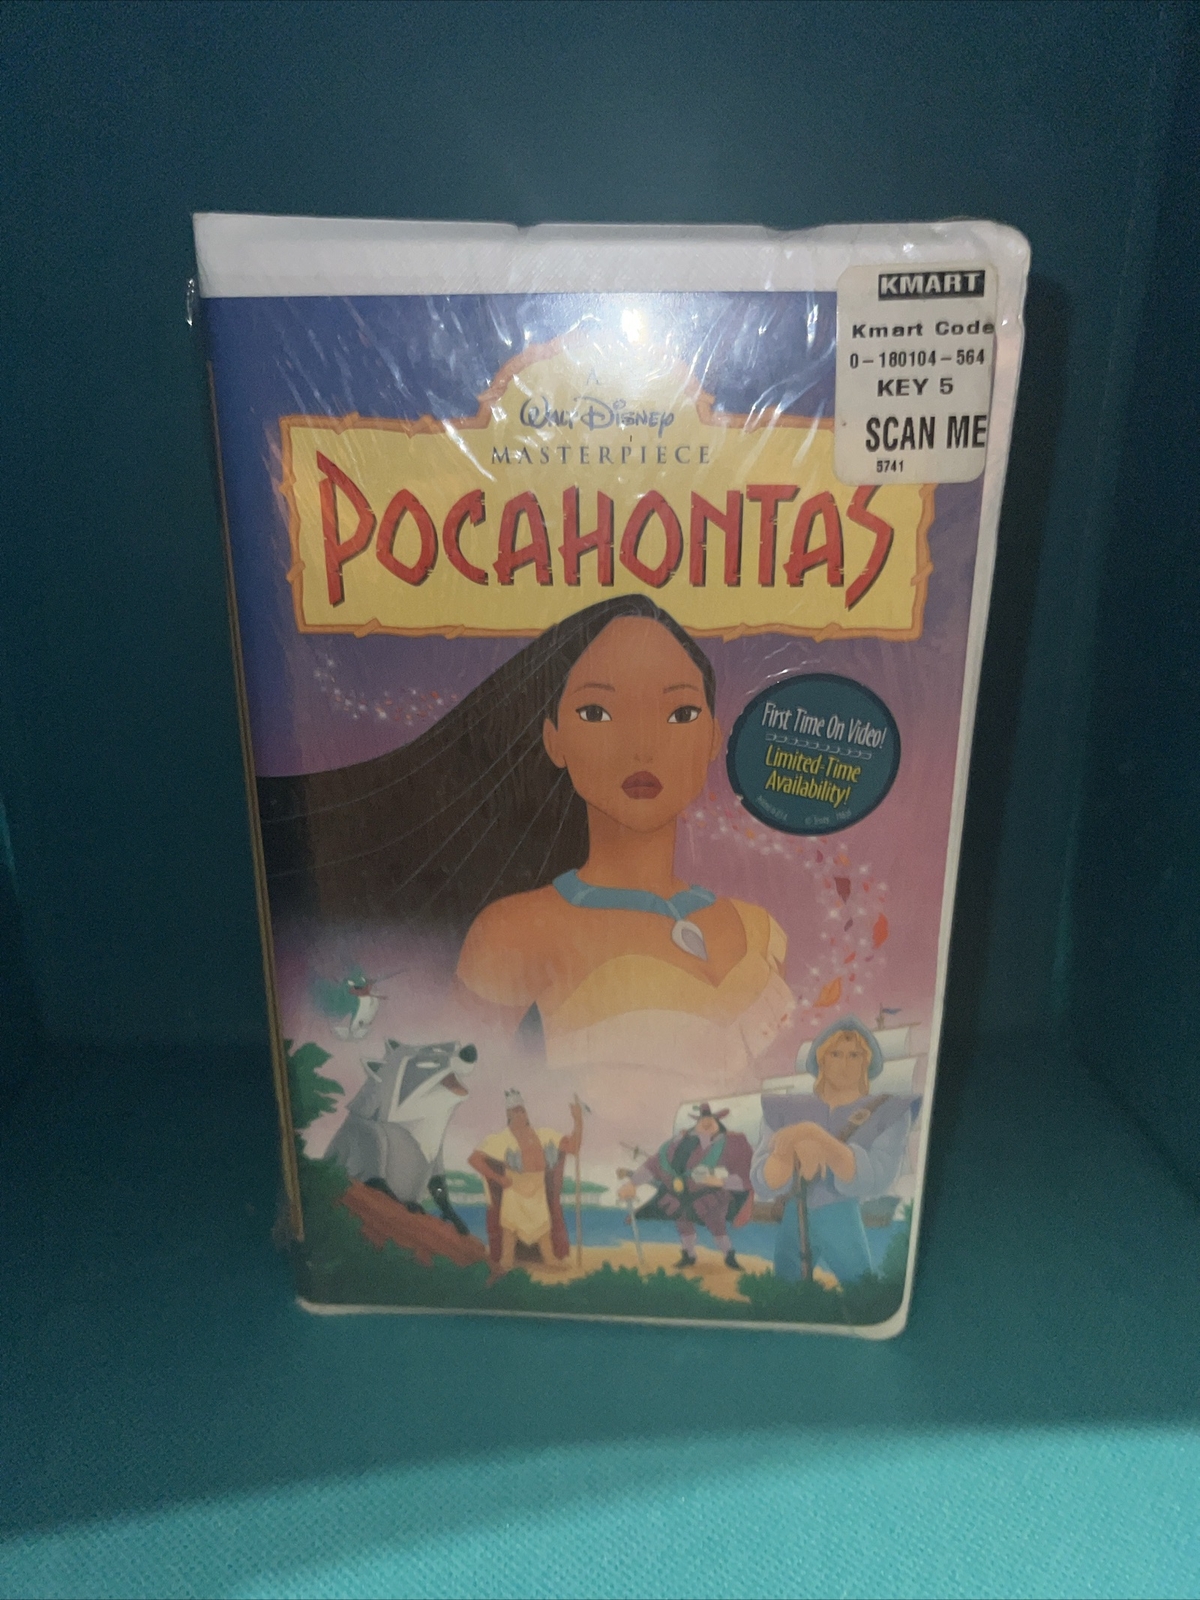 KMART
Kmart Code
0-180104-564
KEY 5
SCAN ME
5741
A
WALT DISNEY
MASTERPIECE
POCAHONTAS
First Time On Video!
Limited-Time
Availability!
© Disney